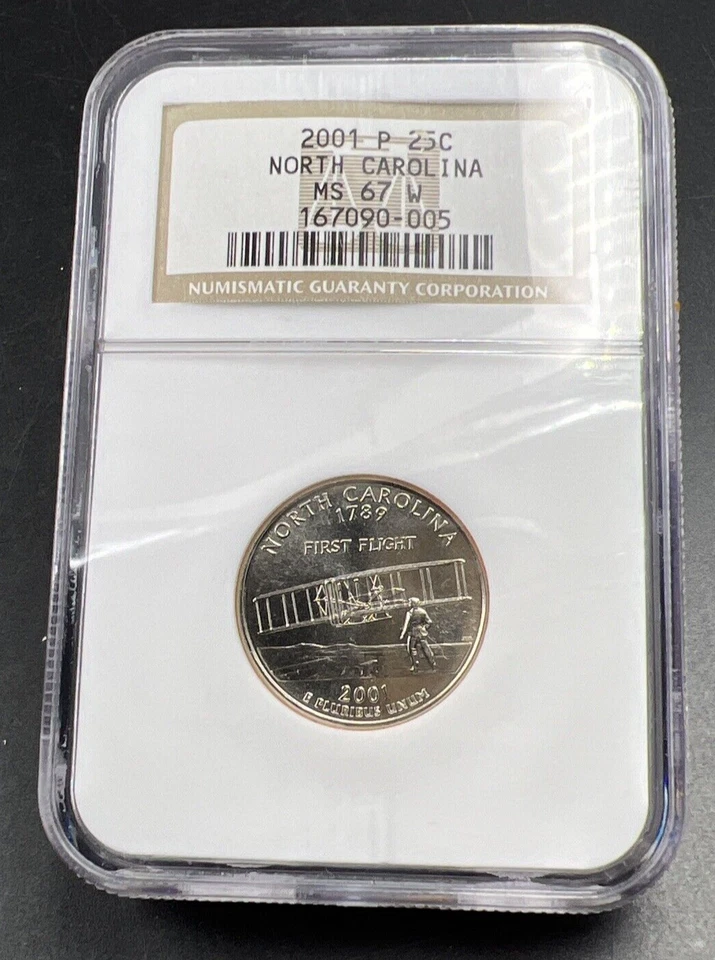 2001 P 25C
NORTH CAROLINA
MS 67 W
167090-005
NUMISMATIC GUARANTY CORPORATION
NORTH CAROLINA
1789
FIRST FLIGHT
2001
E PLURIBUS UNUM